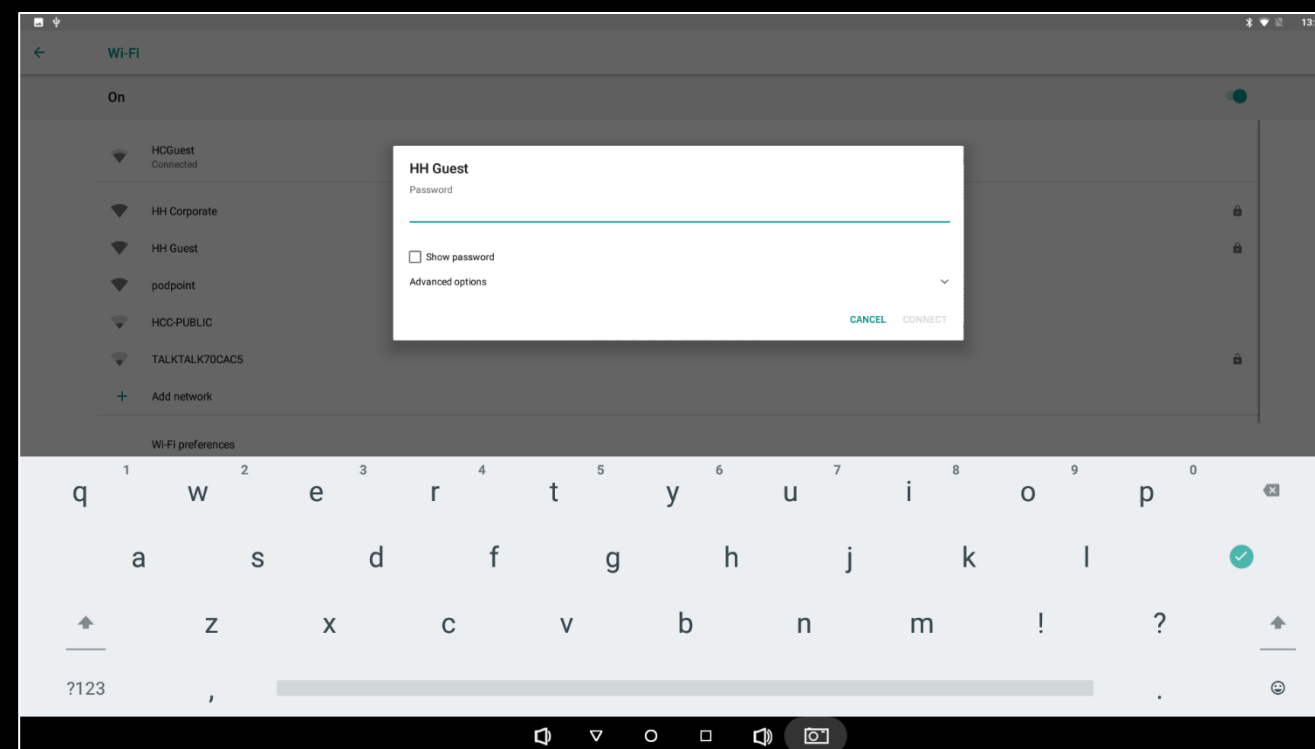 13:
Wi-Fi
On
HCGuest
Connected
HH Corporate
HH Guest
podpoint
HCC-PUBLIC
TALKTALK70CAC5
Add network
Wi-Fi preferences
HH Guest
Password
Show password
Advanced options
CANCEL CONNECT
1 2 3 4 5 6 7 8 9 0
q w e r t y u i o p
a s d f g h j k l
z x c v b n m ! ?
?123 , .